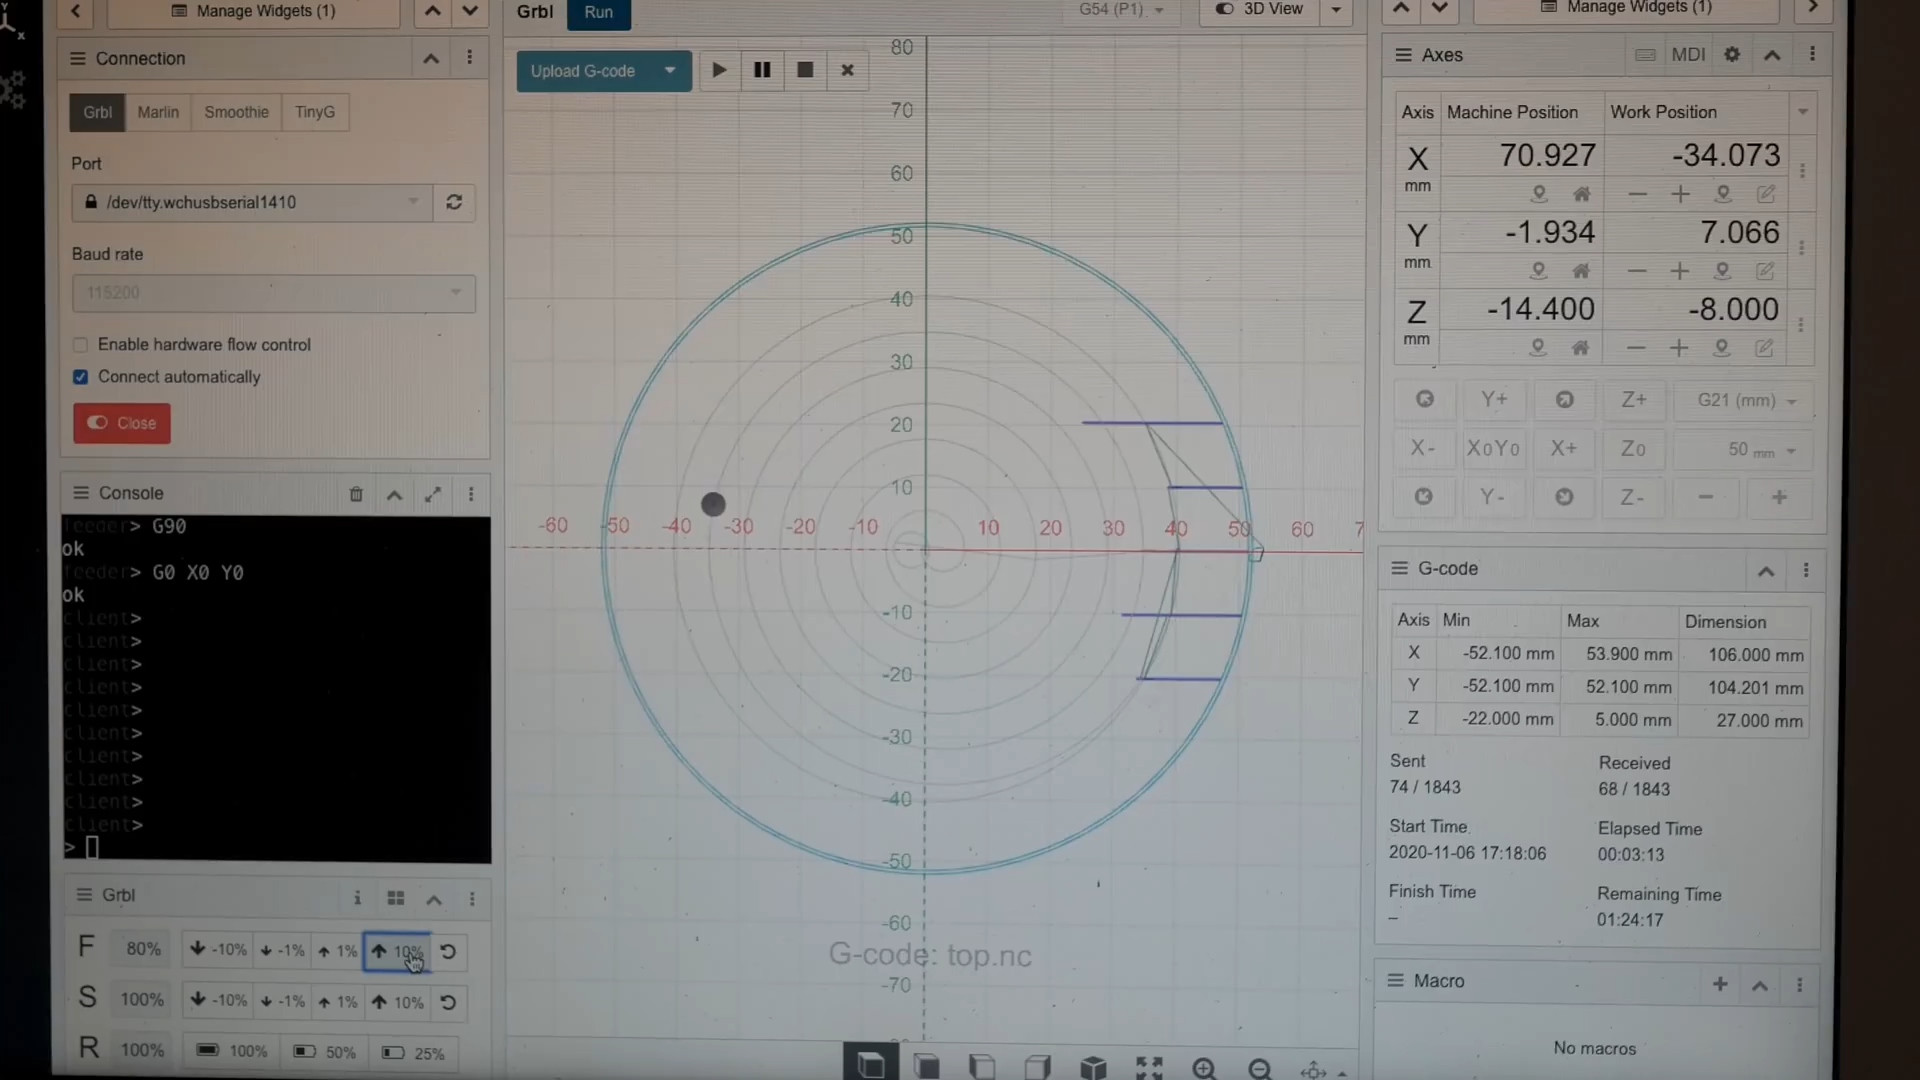 Manage Widgets (1)
Connection
Grbl
Marlin
Smoothie
TinyG
Port
/dev/tty.wchusbserial1410
Baud rate
115200
Enable hardware flow control
Connect automatically
Close
Console
feeder> G90
ok
feeder> G0 X0 Y0
ok
client>
client>
client>
client>
client>
client>
client>
client>
client>
client>
>
Grbl
F 80% -10% -1% 1% 10%
S 100% -10% -1% 1% 10%
R 100% 100% 50% 25%
Grbl
Run
G54 (P1)
3D View
Upload G-code
80
70
60
50
40
30
20
10
-60 -50 -40 -30 -20 -10 10 20 30 40 50 60 7
-10
-20
-30
-40
-50
-60
G-code: top.nc
-70
Manage Widgets (1)
Axes
MDI
Axis Machine Position Work Position
X 70.927 -34.073
mm
Y -1.934 7.066
mm
Z -14.400 -8.000
mm
Y+ Z+ G21 (mm)
X- X0Y0 X+ Z0 50 mm
Y- Z-
G-code
Axis Min Max Dimension
X -52.100 mm 53.900 mm 106.000 mm
Y -52.100 mm 52.100 mm 104.201 mm
Z -22.000 mm 5.000 mm 27.000 mm
Sent Received
74 / 1843 68 / 1843
Start Time Elapsed Time
2020-11-06 17:18:06 00:03:13
Finish Time Remaining Time
– 01:24:17
Macro
No macros